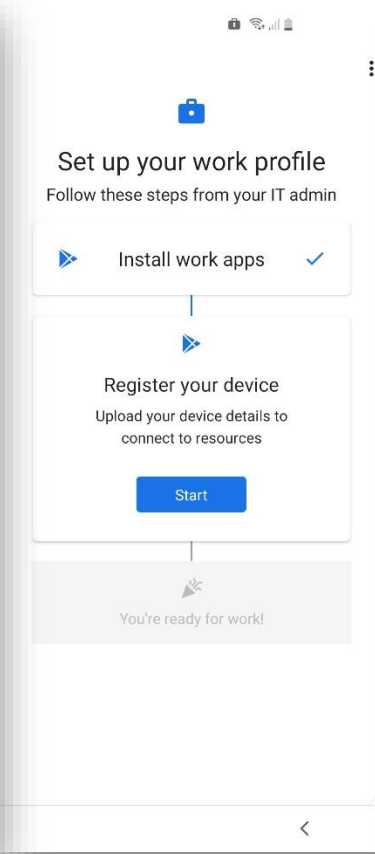 Set up your work profile
Follow these steps from your IT admin
Install work apps
Register your device
Upload your device details to
connect to resources
Start
You're ready for work!